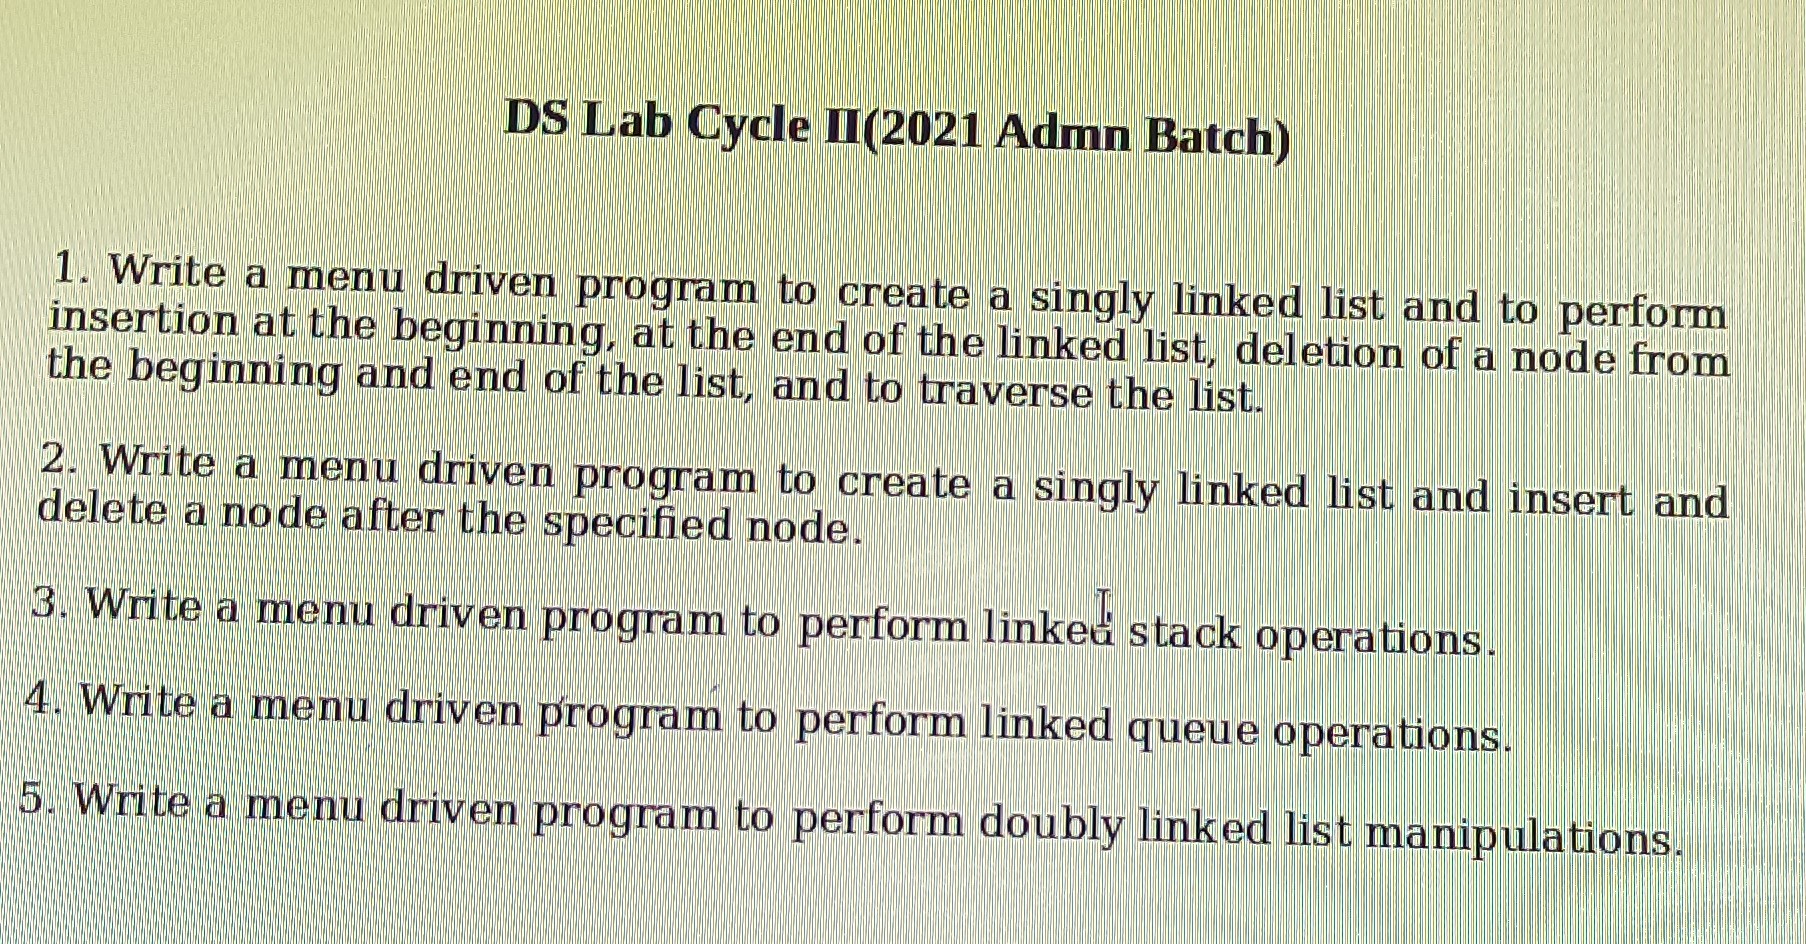 DS Lab Cycle II(2021 Admn Batch)
1. Write a menu driven program to create a singly linked list and to perform
insertion at the beginning, at the end of the linked list, deletion of a node from
the beginning and end of the list, and to traverse the list.
2. Write a menu driven program to create a singly linked list and insert and
delete a node after the specified node.
3. Write a menu driven program to perform linked stack operations.
4. Write a menu driven program to perform linked queue operations.
5. Write a menu driven program to perform doubly linked list manipulations.